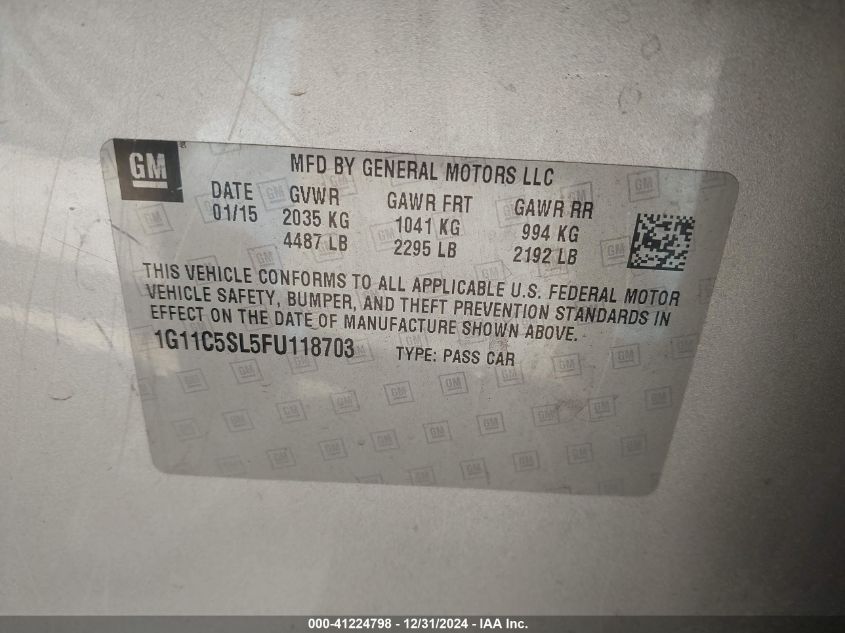 GM
MFD BY GENERAL MOTORS LLC
DATE GVWR GAWR FRT GAWR RR
01/15 2035 KG 1041 KG 994 KG
4487 LB 2295 LB 2192 LB
THIS VEHICLE CONFORMS TO ALL APPLICABLE U.S. FEDERAL MOTOR
VEHICLE SAFETY, BUMPER, AND THEFT PREVENTION STANDARDS IN
EFFECT ON THE DATE OF MANUFACTURE SHOWN ABOVE.
1G11C5SL5FU118703 TYPE: PASS CAR
000-41224798 - 12/31/2024 - IAA Inc.